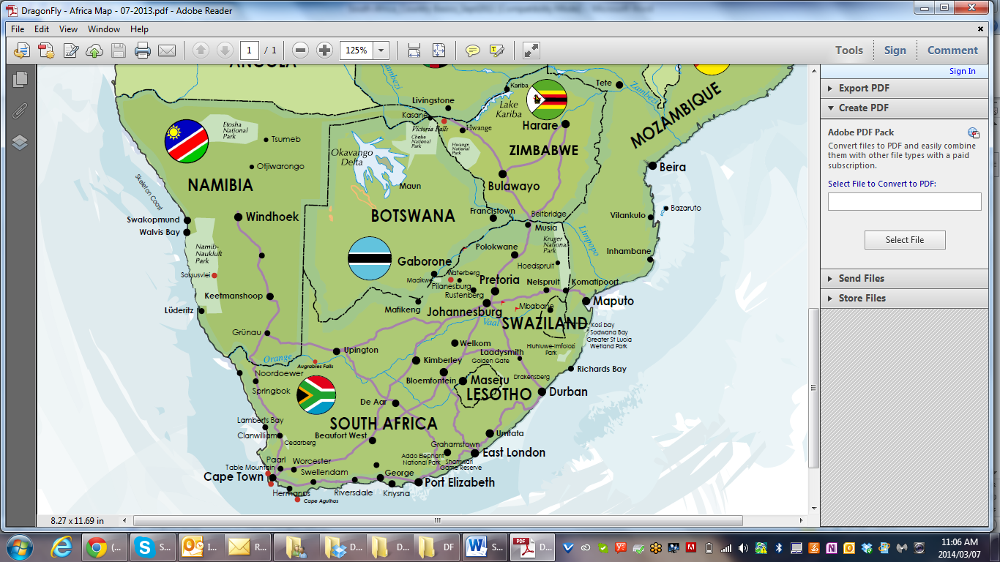 DragonFly - Africa Map - 07-2013.pdf - Adobe Reader
File Edit View Window Help
1 / 1 125% Tools Sign Comment
Sign In
Export PDF
Create PDF
Adobe PDF Pack
Convert files to PDF and easily combine
them with other file types with a paid
subscription.
Select File to Convert to PDF:
Select File
Send Files
Store Files
ANGOLA
Zambezi
Kariba
Tete
Zambezi
Livingstone
Lake
Kariba
MOZAMBIQUE
Kasane
Victoria Falls
Hwange
Harare
Etosha
National
Park
Tsumeb
Chobe
National
Park
Hwange
National
Park
ZIMBABWE
Okavango
Delta
Otjiwarongo
Beira
Skeleton Coast
NAMIBIA
Maun
Bulawayo
Swakopmund
Windhoek
BOTSWANA
Francistown
Beitbridge
Vilankulo
Bazaruto
Walvis Bay
Musia
Limpopo
Namib-
Naukluft
Park
Polokwane
Kruger
National
Park
Inhambane
Gaborone
Hoedspruit
Sossusvlei
Madikwe
Waterberg
Pilanesburg
Pretoria
Nelspruit
Komatipoort
Rustenberg
Keetmanshoop
Maputo
Lüderitz
Mafikeng
Johannesburg
Mbabane
Vaal
SWAZILAND
Kosi bay
Sodwana Bay
Greater St Lucia
Wetland Park
Grünau
Welkom
Hluhluwe-Imfolozi
Park
Upington
Laadysmith
Orange
Kimberley
Golden Gate
Augrabies Falls
Richards Bay
Noordoewer
Bloemfontein
Maseru
Drakensberg
Springbok
LESOTHO
Durban
De Aar
Lamberts Bay
SOUTH AFRICA
Clanwilliam
Beaufort West
Umtata
Cedarberg
Grahamstown
Addo Elephant
National Park
East London
Paarl
Worcester
Shamwari
Game Reserve
Table Mountain
Swellendam
Cape Town
George
Port Elizabeth
Hermanus
Riversdale
Knysna
Cape Agulhas
8.27 x 11.69 in
(... S... I... R... D... D... DF S... D...
11:06 AM
2014/03/07